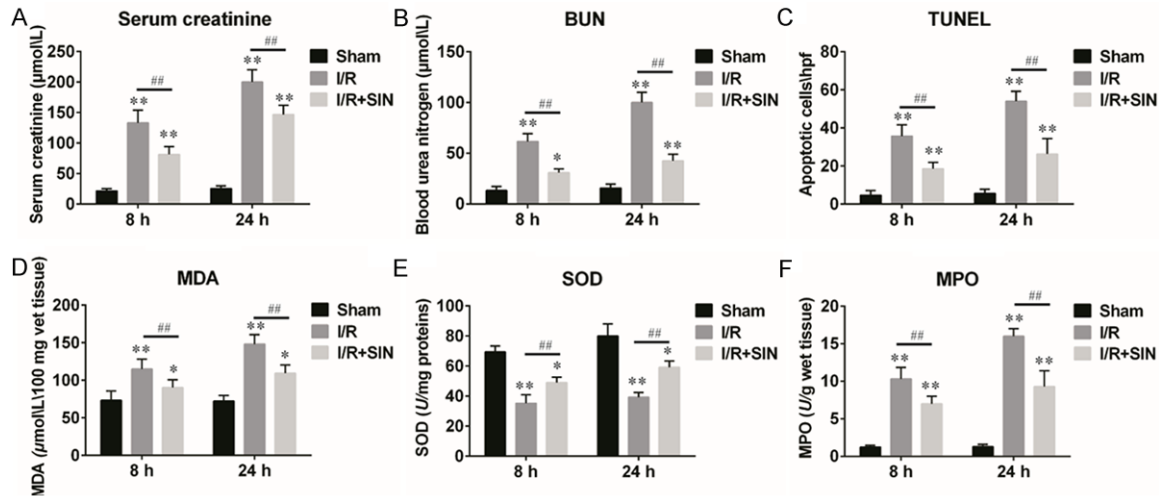 A
Serum creatinine
Serum creatinine (μmol\L)
250
200
150
100
50
0
**
**
##
**
**
##
8 h
24 h
Sham
I/R
I/R+SIN
B
BUN
Blood urea nitrogen (μmol\L)
150
100
50
0
**
*
##
**
**
##
8 h
24 h
Sham
I/R
I/R+SIN
C
TUNEL
Apoptotic cells\hpf
80
60
40
20
0
**
**
##
**
**
##
8 h
24 h
Sham
I/R
I/R+SIN
D
MDA
MDA (μmol\L\100 mg vet tissue)
200
150
100
50
0
**
*
##
**
*
##
8 h
24 h
Sham
I/R
I/R+SIN
E
SOD
SOD (U/mg proteins)
100
80
60
40
20
0
**
*
##
**
*
##
8 h
24 h
Sham
I/R
I/R+SIN
F
MPO
MPO (U/g wet tissue)
20
15
10
5
0
**
**
##
**
**
##
8 h
24 h
Sham
I/R
I/R+SIN